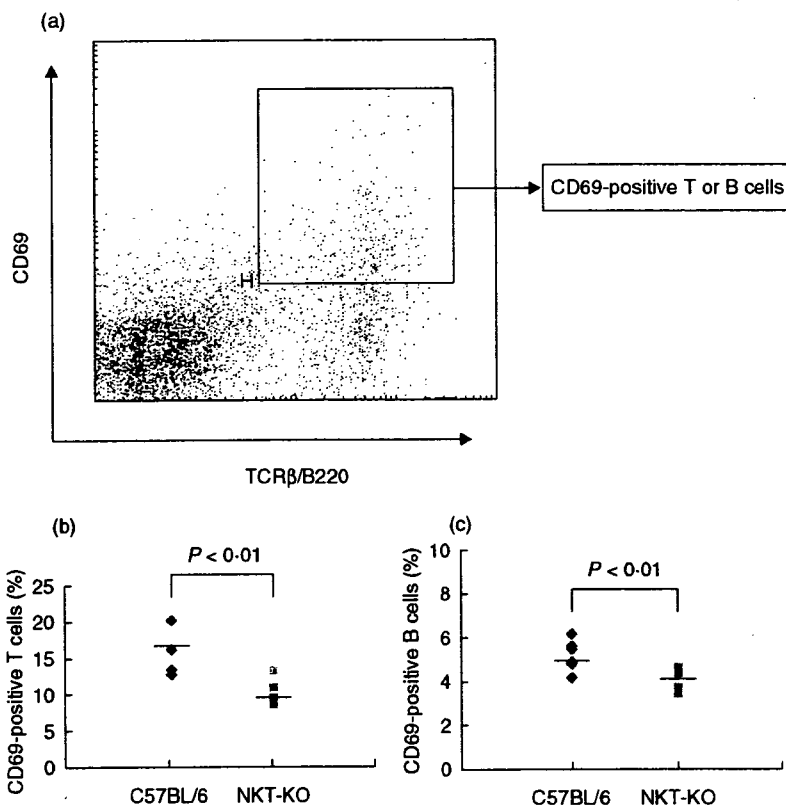 (a)
CD69
CD69-positive T or B cells
TCRβ/B220
(b)
P < 0·01
CD69-positive T cells (%)
25
20
15
10
5
0
C57BL/6 NKT-KO
(c)
P < 0·01
CD69-positive B cells (%)
10
8
6
4
2
0
C57BL/6 NKT-KO